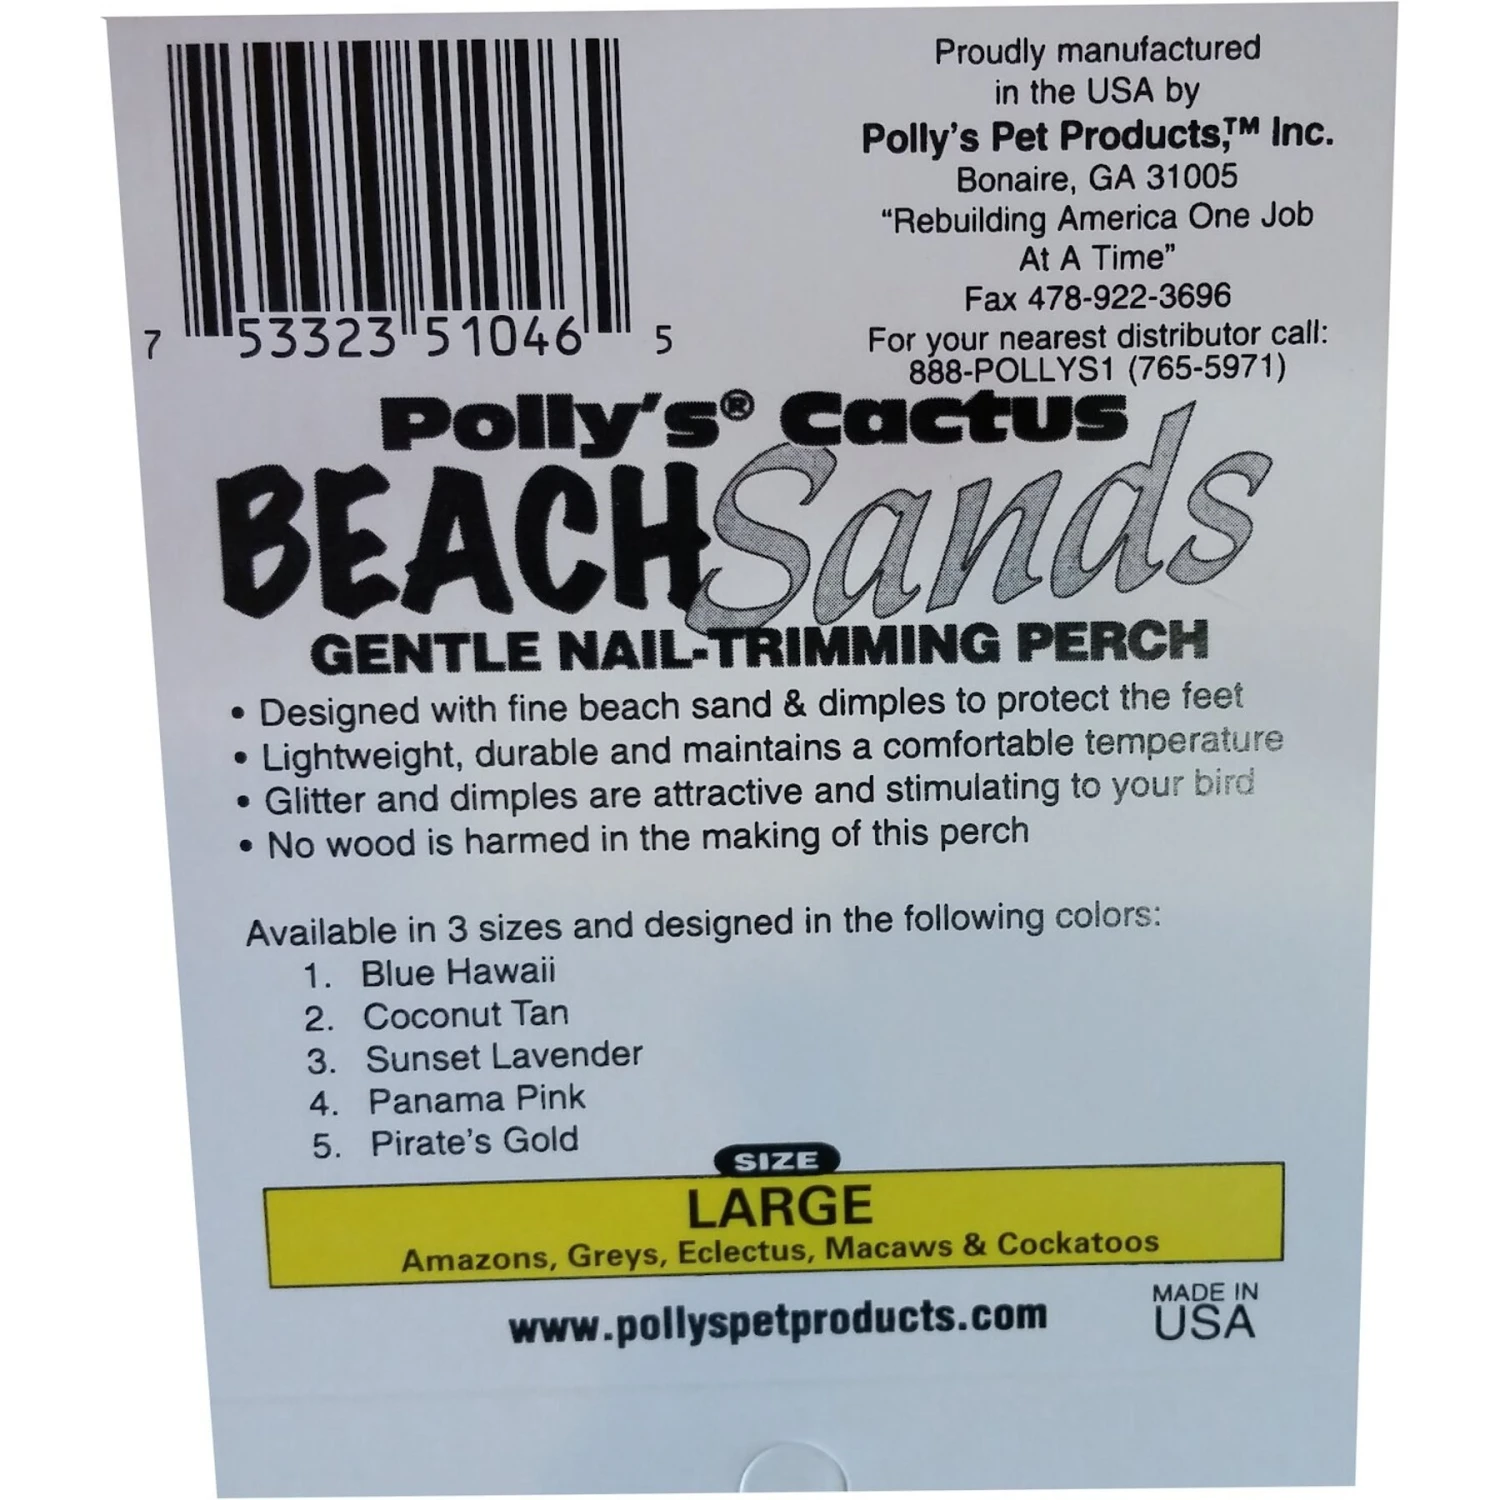 7 53323 51046 5
Proudly manufactured
in the USA by
Polly's Pet Products,™ Inc.
Bonaire, GA 31005
“Rebuilding America One Job
At A Time”
Fax 478-922-3696
For your nearest distributor call:
888-POLLYS1 (765-5971)
Polly's® Cactus
BEACH Sands
GENTLE NAIL-TRIMMING PERCH
• Designed with fine beach sand & dimples to protect the feet
• Lightweight, durable and maintains a comfortable temperature
• Glitter and dimples are attractive and stimulating to your bird
• No wood is harmed in the making of this perch
Available in 3 sizes and designed in the following colors:
1. Blue Hawaii
2. Coconut Tan
3. Sunset Lavender
4. Panama Pink
5. Pirate's Gold
SIZE
LARGE
Amazons, Greys, Eclectus, Macaws & Cockatoos
www.pollyspetproducts.com
MADE IN
USA